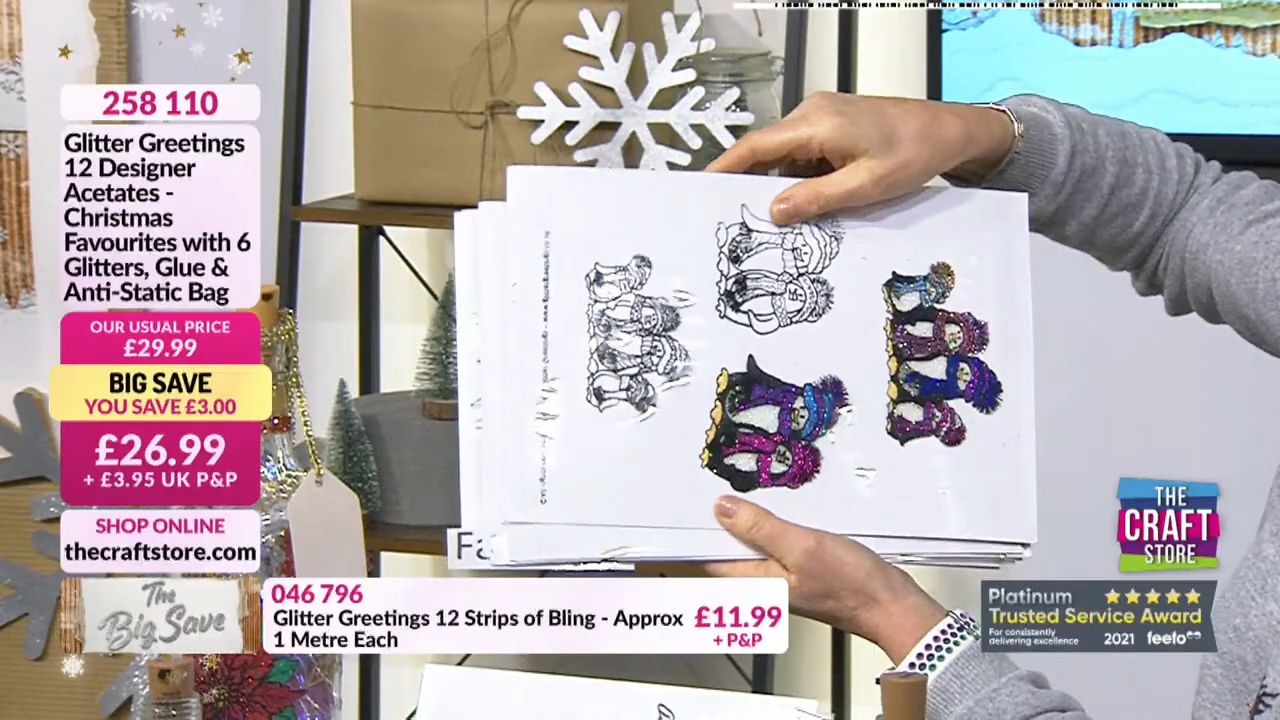 258 110
Glitter Greetings
12 Designer
Acetates -
Christmas
Favourites with 6
Glitters, Glue &
Anti-Static Bag
OUR USUAL PRICE
£29.99
BIG SAVE
YOU SAVE £3.00
£26.99
+ £3.95 UK P&P
SHOP ONLINE
thecraftstore.com
The
Big Save
046 796
Glitter Greetings 12 Strips of Bling - Approx
1 Metre Each
£11.99
+ P&P
Fa
THE
CRAFT
STORE
Platinum
Trusted Service Award
For consistently
delivering excellence
2021 feefo